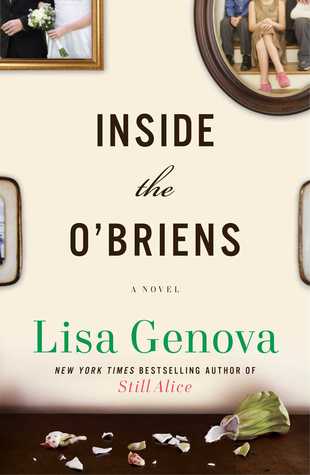 INSIDE
the
O'BRIENS
A NOVEL
Lisa Genova
NEW YORK TIMES BESTSELLING AUTHOR OF
Still Alice